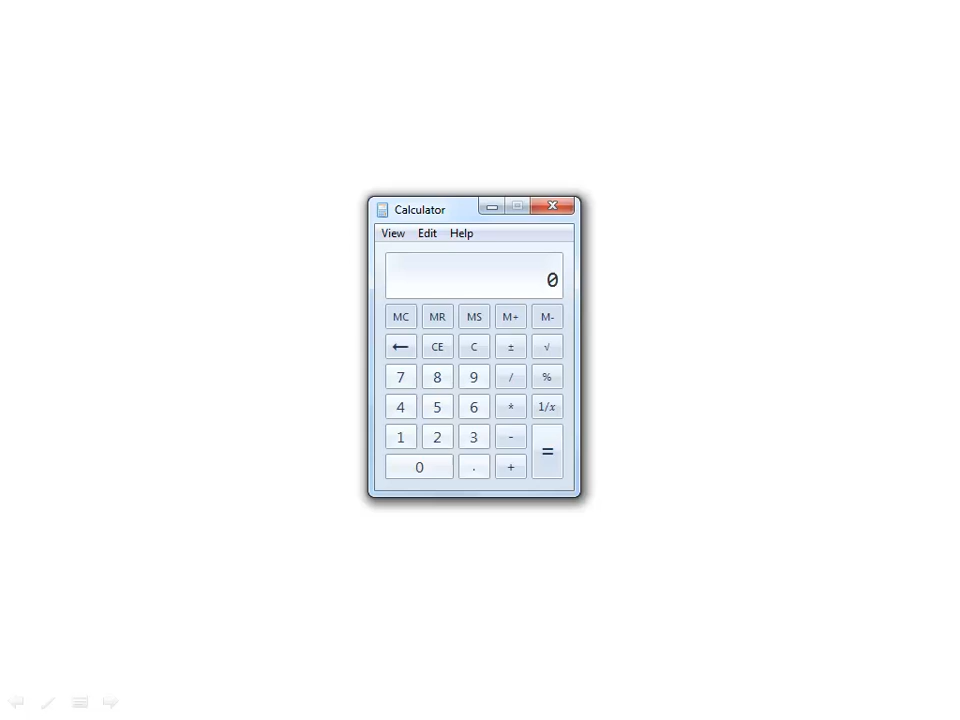 Calculator
View Edit Help
0
MC MR MS M+ M-
← CE C ± √
7 8 9 / %
4 5 6 * 1/x
1 2 3 - =
0 . +